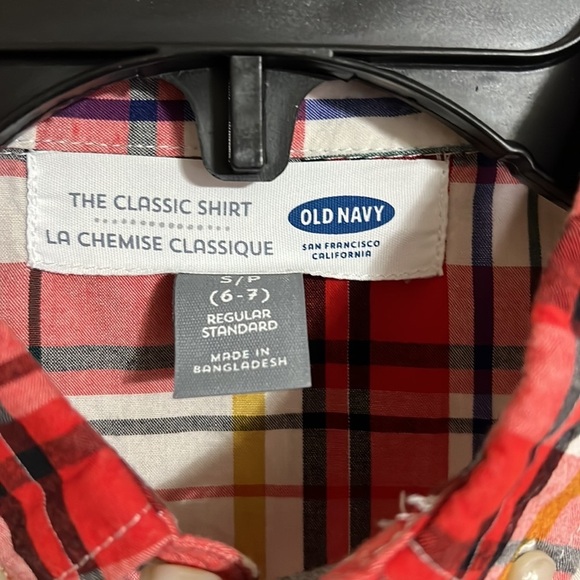 THE CLASSIC SHIRT
LA CHEMISE CLASSIQUE
OLD NAVY
SAN FRANCISCO
CALIFORNIA
S/P
(6-7)
REGULAR
STANDARD
MADE IN
BANGLADESH